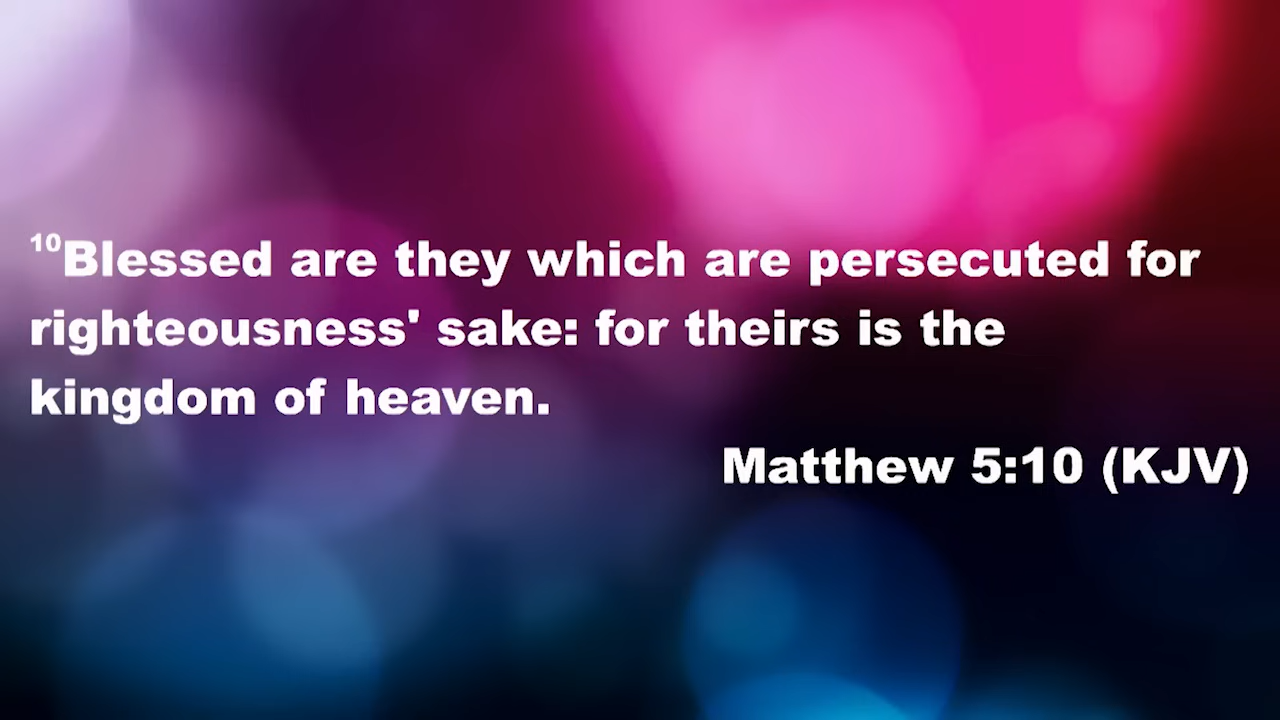 ¹⁰Blessed are they which are persecuted for
righteousness' sake: for theirs is the
kingdom of heaven.
Matthew 5:10 (KJV)